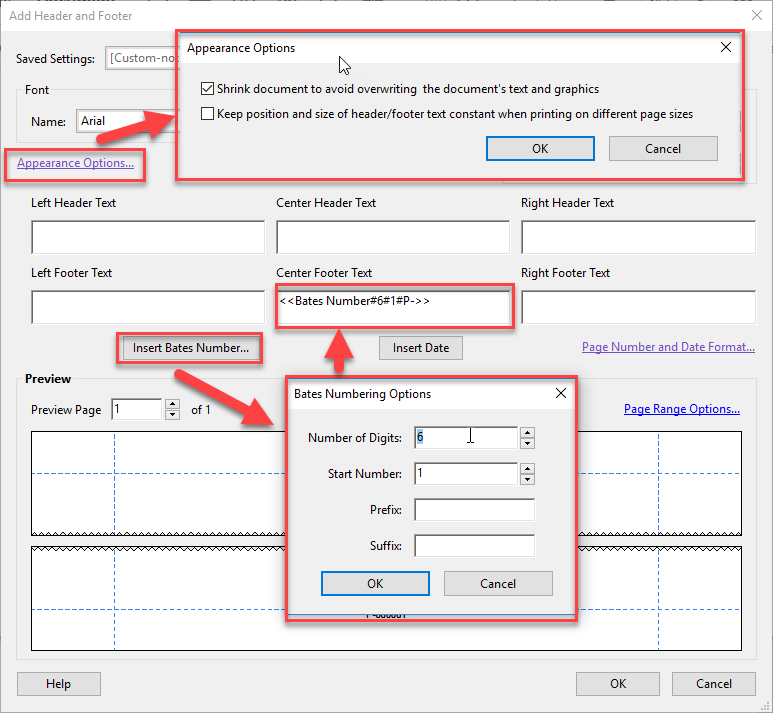 Add Header and Footer
Saved Settings: [Custom-no
Appearance Options
Shrink document to avoid overwriting the document's text and graphics
Keep position and size of header/footer text constant when printing on different page sizes
OK Cancel
Font
Name: Arial
Appearance Options...
Left Header Text Center Header Text Right Header Text
Left Footer Text Center Footer Text Right Footer Text
<<Bates Number#6#1#P->>
Insert Bates Number... Insert Date Page Number and Date Format...
Preview
Preview Page 1 of 1 Page Range Options...
Bates Numbering Options
Number of Digits: 6
Start Number: 1
Prefix:
Suffix:
OK Cancel
Help OK Cancel